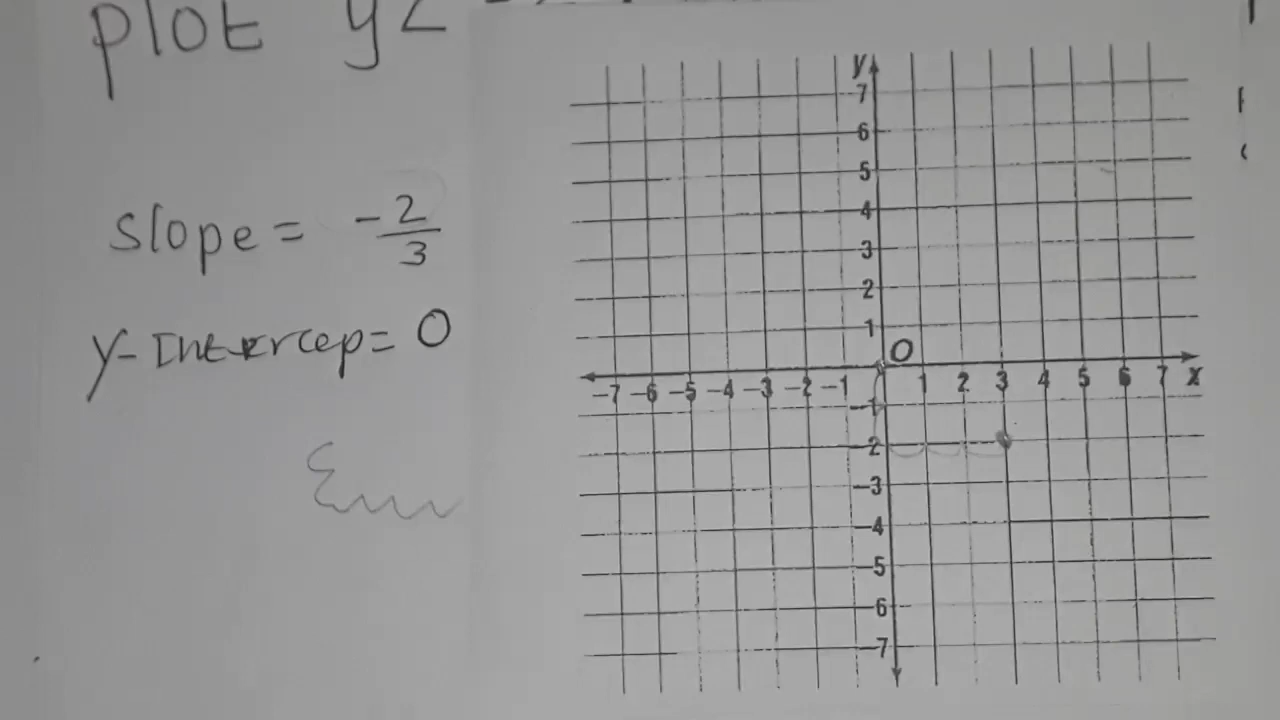 plot y<
slope = -2/3
y-Intercep= 0
y
7
6
5
4
3
2
1
O
-7 -6 -5 -4 -3 -2 -1 1 2 3 4 5 6 7 x
-1
-2
-3
-4
-5
-6
-7